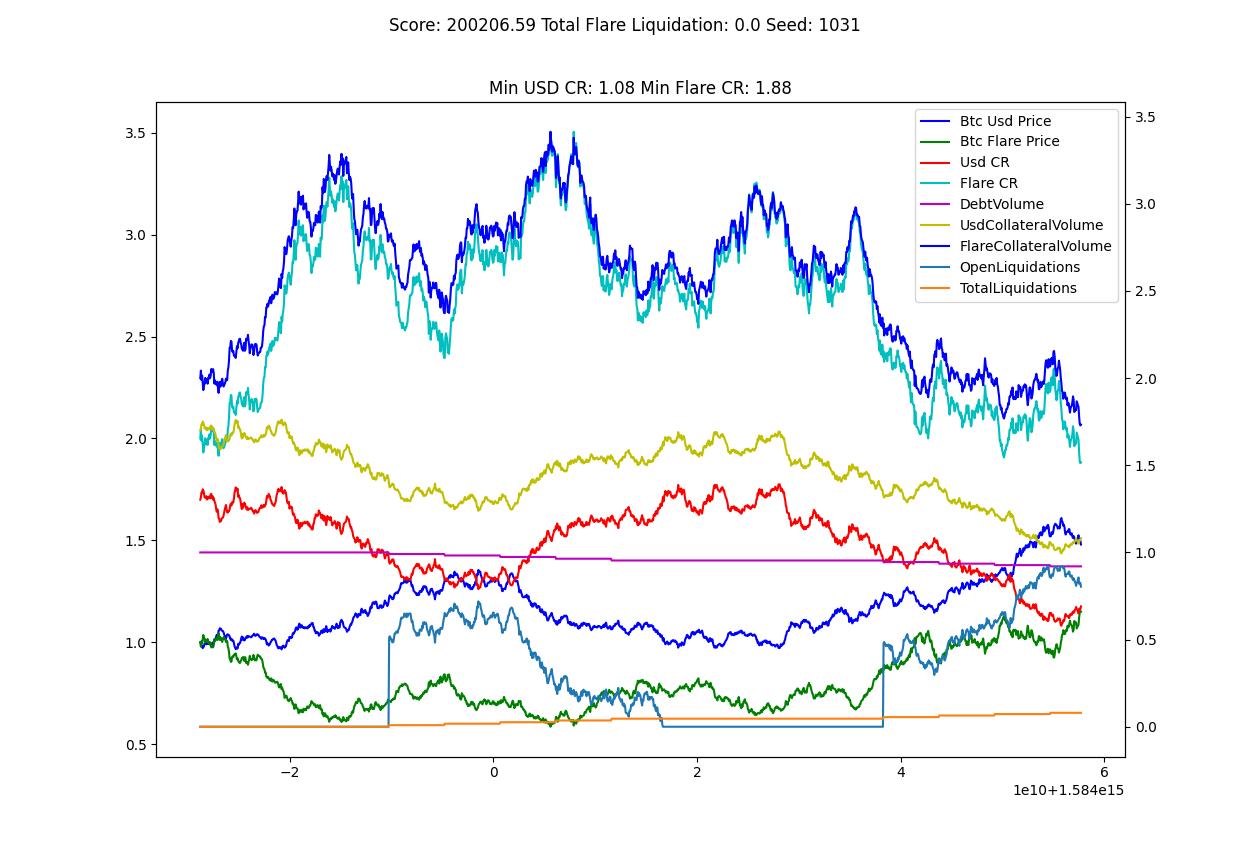 Score: 200206.59 Total Flare Liquidation: 0.0 Seed: 1031
Min USD CR: 1.08 Min Flare CR: 1.88
Btc Usd Price
Btc Flare Price
Usd CR
Flare CR
DebtVolume
UsdCollateralVolume
FlareCollateralVolume
OpenLiquidations
TotalLiquidations
3.5
3.0
2.5
2.0
1.5
1.0
0.5
3.5
3.0
2.5
2.0
1.5
1.0
0.5
0.0
−2
0
2
4
6
1e10+1.584e15